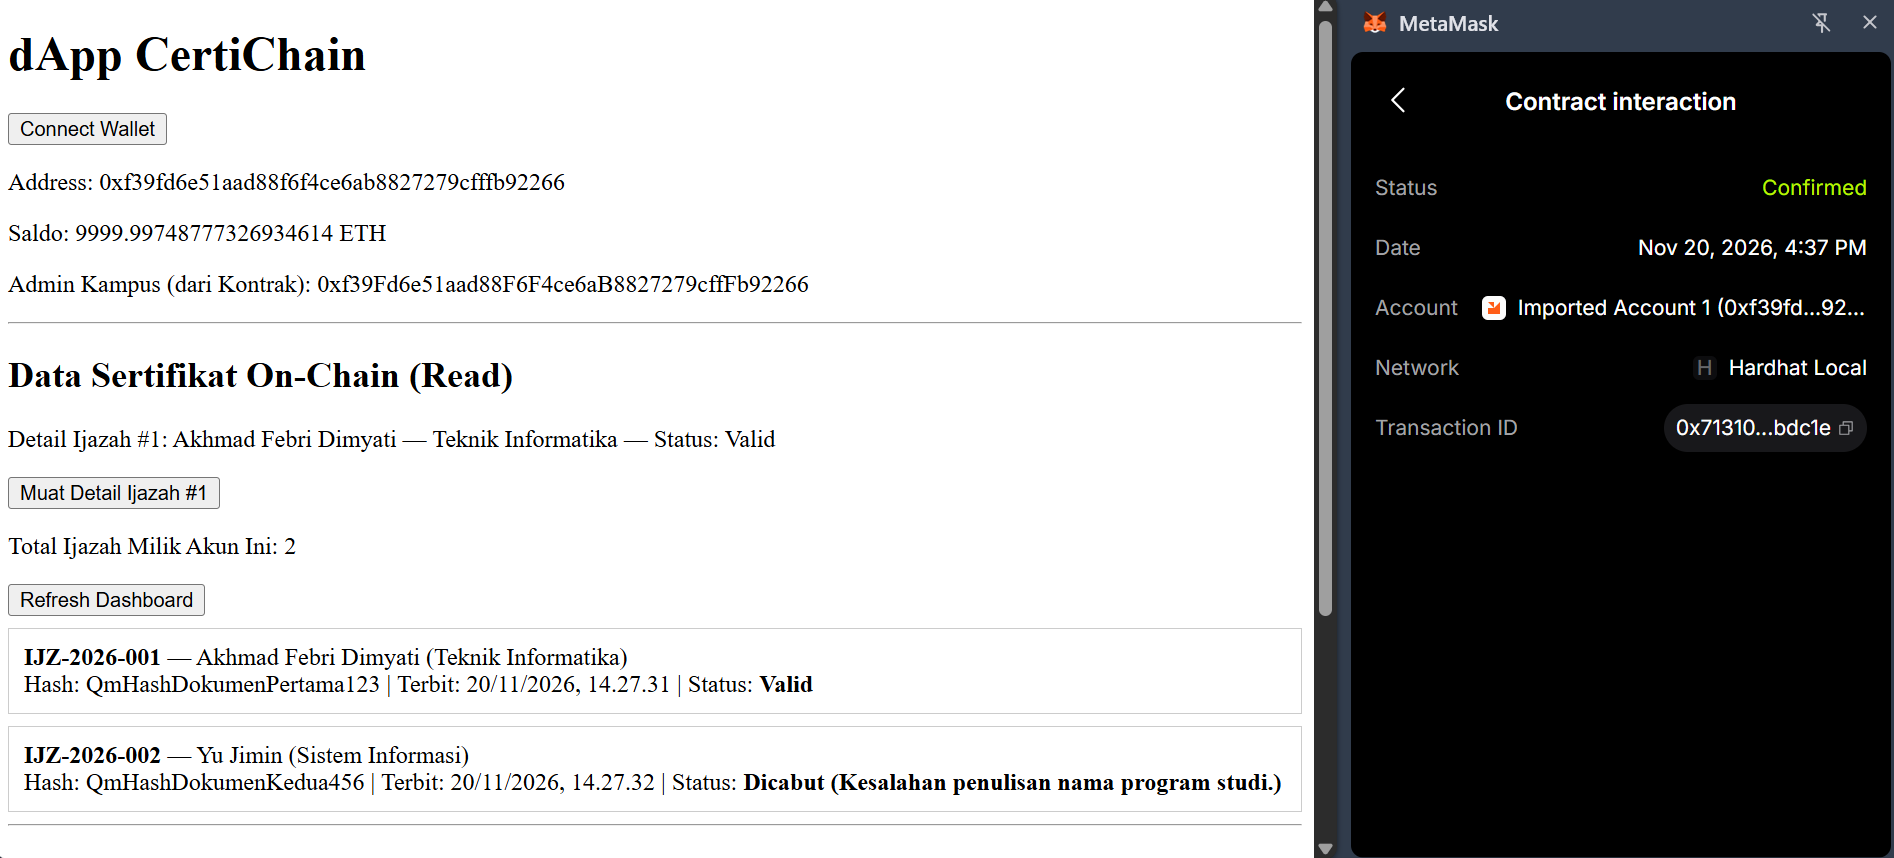 dApp CertiChain
Connect Wallet
Address: 0xf39fd6e51aad88f6f4ce6ab8827279cfffb92266
Saldo: 9999.99748777326934614 ETH
Admin Kampus (dari Kontrak): 0xf39Fd6e51aad88F6F4ce6aB8827279cffFb92266
Data Sertifikat On-Chain (Read)
Detail Ijazah #1: Akhmad Febri Dimyati — Teknik Informatika — Status: Valid
Muat Detail Ijazah #1
Total Ijazah Milik Akun Ini: 2
Refresh Dashboard
IJZ-2026-001 — Akhmad Febri Dimyati (Teknik Informatika)
Hash: QmHashDokumenPertama123 | Terbit: 20/11/2026, 14.27.31 | Status: Valid
IJZ-2026-002 — Yu Jimin (Sistem Informasi)
Hash: QmHashDokumenKedua456 | Terbit: 20/11/2026, 14.27.32 | Status: Dicabut (Kesalahan penulisan nama program studi.)
MetaMask
Contract interaction
Status Confirmed
Date Nov 20, 2026, 4:37 PM
Account Imported Account 1 (0xf39fd...92...
Network H Hardhat Local
Transaction ID 0x71310...bdc1e